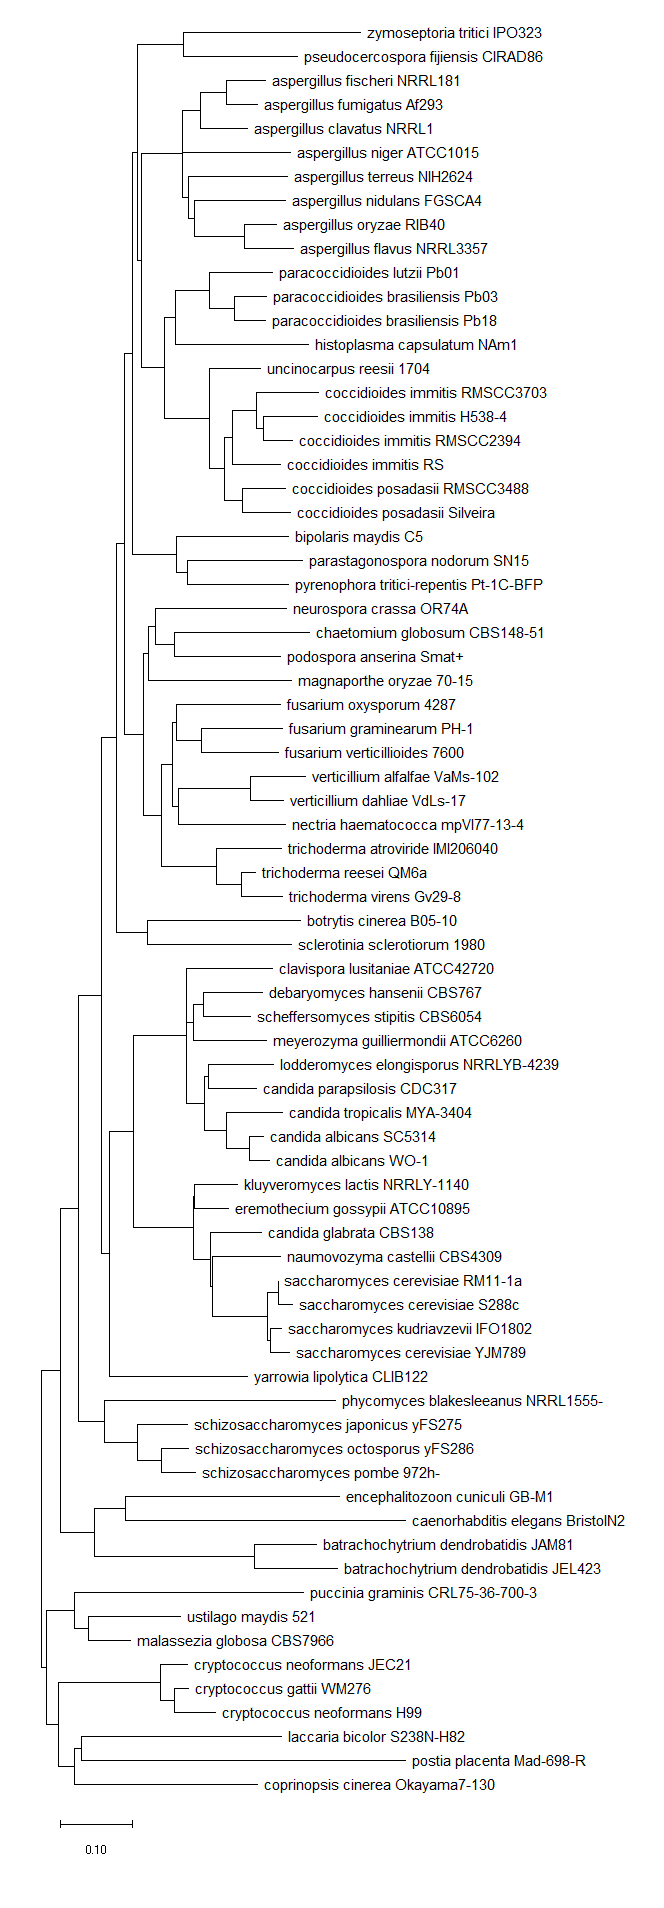 zymoseptoria tritici IPO323
pseudocercospora fijiensis CIRAD86
aspergillus fischeri NRRL181
aspergillus fumigatus Af293
aspergillus clavatus NRRL1
aspergillus niger ATCC1015
aspergillus terreus NIH2624
aspergillus nidulans FGSCA4
aspergillus oryzae RIB40
aspergillus flavus NRRL3357
paracoccidioides lutzii Pb01
paracoccidioides brasiliensis Pb03
paracoccidioides brasiliensis Pb18
histoplasma capsulatum NAm1
uncinocarpus reesii 1704
coccidioides immitis RMSCC3703
coccidioides immitis H538-4
coccidioides immitis RMSCC2394
coccidioides immitis RS
coccidioides posadasii RMSCC3488
coccidioides posadasii Silveira
bipolaris maydis C5
parastagonospora nodorum SN15
pyrenophora tritici-repentis Pt-1C-BFP
neurospora crassa OR74A
chaetomium globosum CBS148-51
podospora anserina Smat+
magnaporthe oryzae 70-15
fusarium oxysporum 4287
fusarium graminearum PH-1
fusarium verticillioides 7600
verticillium alfalfae VaMs-102
verticillium dahliae VdLs-17
nectria haematococca mpVI77-13-4
trichoderma atroviride IMI206040
trichoderma reesei QM6a
trichoderma virens Gv29-8
botrytis cinerea B05-10
sclerotinia sclerotiorum 1980
clavispora lusitaniae ATCC42720
debaryomyces hansenii CBS767
scheffersomyces stipitis CBS6054
meyerozyma guilliermondii ATCC6260
lodderomyces elongisporus NRRLYB-4239
candida parapsilosis CDC317
candida tropicalis MYA-3404
candida albicans SC5314
candida albicans WO-1
kluyveromyces lactis NRRLY-1140
eremothecium gossypii ATCC10895
candida glabrata CBS138
naumovozyma castellii CBS4309
saccharomyces cerevisiae RM11-1a
saccharomyces cerevisiae S288c
saccharomyces kudriavzevii IFO1802
saccharomyces cerevisiae YJM789
yarrowia lipolytica CLIB122
phycomyces blakesleeanus NRRL1555-
schizosaccharomyces japonicus yFS275
schizosaccharomyces octosporus yFS286
schizosaccharomyces pombe 972h-
encephalitozoon cuniculi GB-M1
caenorhabditis elegans BristolN2
batrachochytrium dendrobatidis JAM81
batrachochytrium dendrobatidis JEL423
puccinia graminis CRL75-36-700-3
ustilago maydis 521
malassezia globosa CBS7966
cryptococcus neoformans JEC21
cryptococcus gattii WM276
cryptococcus neoformans H99
laccaria bicolor S238N-H82
postia placenta Mad-698-R
coprinopsis cinerea Okayama7-130
0.10